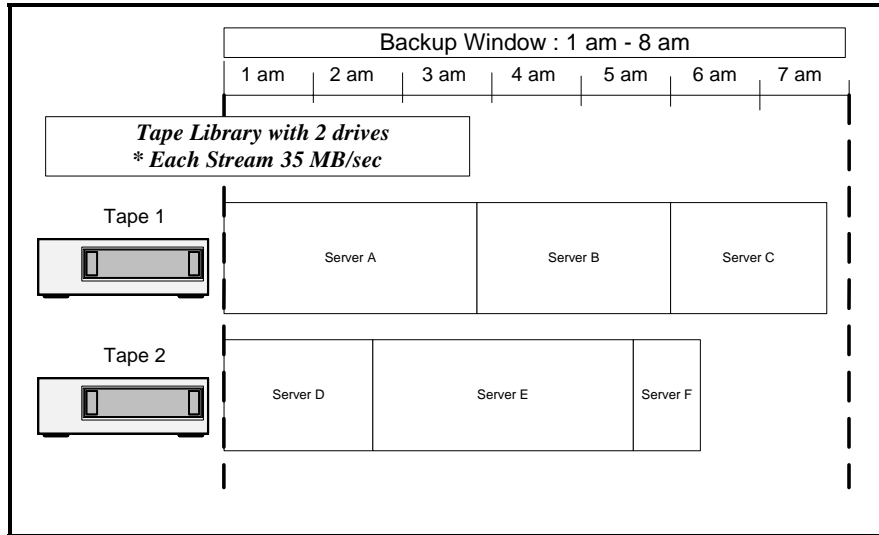 Backup Window : 1 am - 8 am
1 am 2 am 3 am 4 am 5 am 6 am 7 am
Tape Library with 2 drives
* Each Stream 35 MB/sec
Tape 1
Server A Server B Server C
Tape 2
Server D Server E Server F